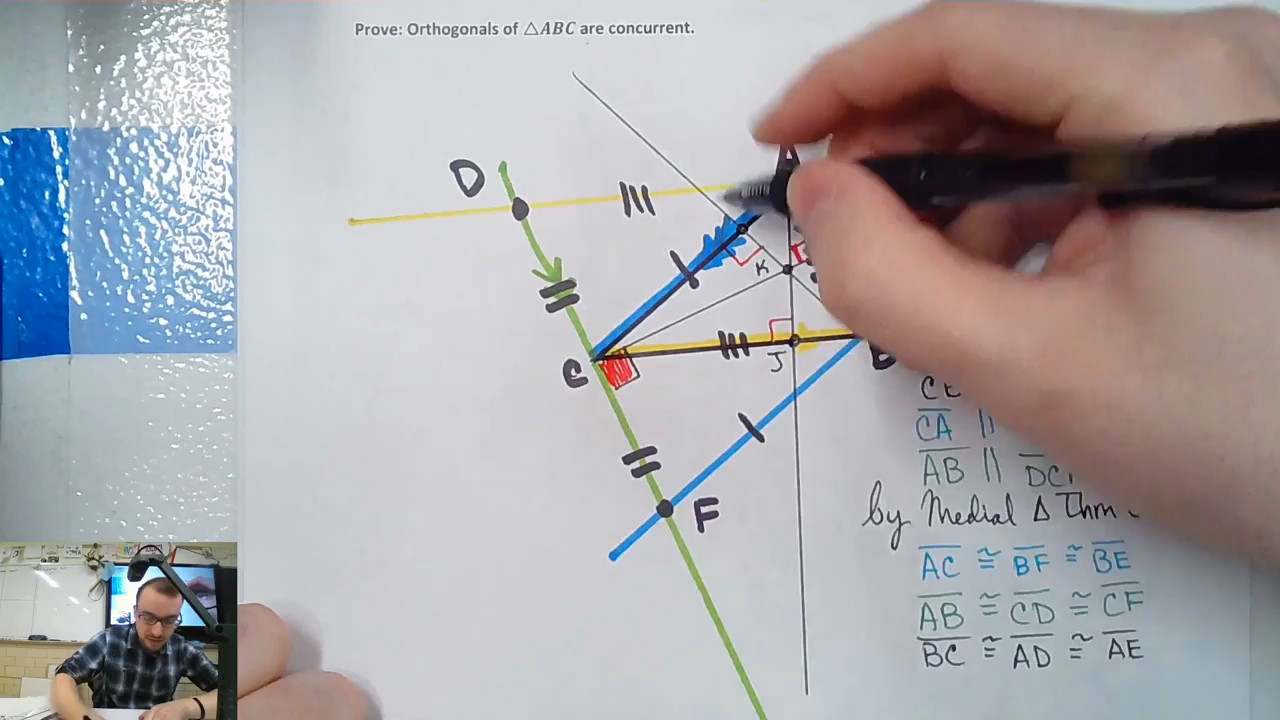 Prove: Orthogonals of △ABC are concurrent.
D
A
K
C
J
F
CE
CA ||
AB || DC
by Medial △ Thm
AC ≅ BF ≅ BE
AB ≅ CD ≅ CF
BC ≅ AD ≅ AE